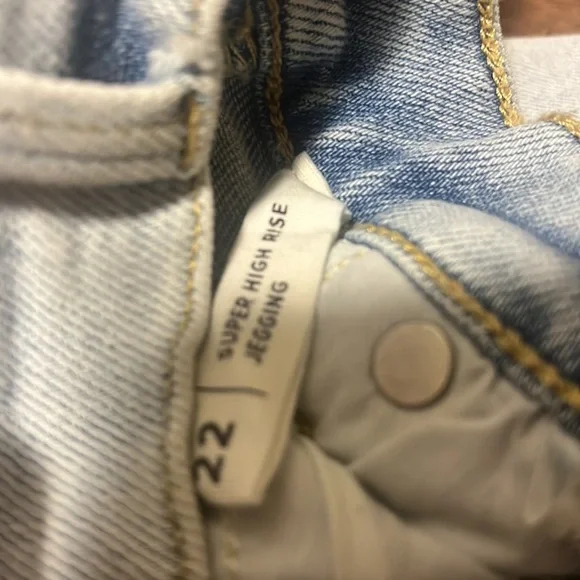 22 | SUPER HIGH RISE
JEGGING